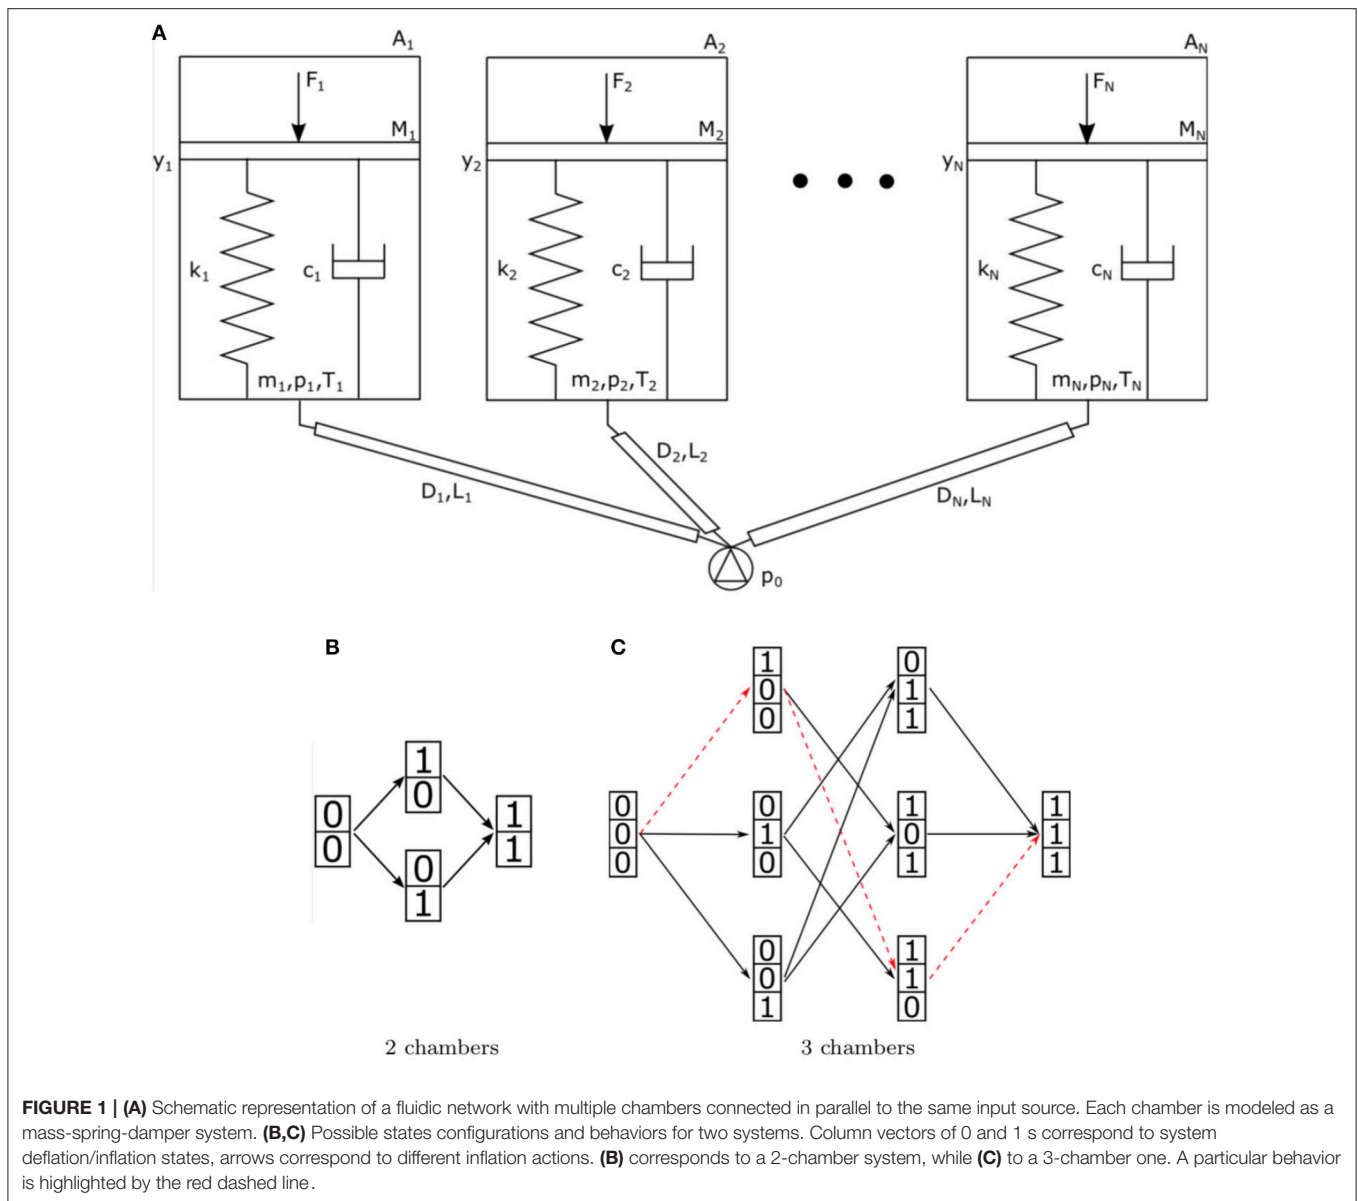 A
A1 A2 AN
F1 F2 FN
M1 M2 MN
y1 y2 yN
k1 c1 k2 c2 kN cN
m1,p1,T1 m2,p2,T2 mN,pN,TN
D2,L2
D1,L1 DN,LN
p0
B C
1 0
0 1
0 1
1
0
0 0 1 1
0 1 0 1 0 1 1
0 0 0 1 1
0
1
0 1
0 1
1 0
2 chambers 3 chambers
FIGURE 1 | (A) Schematic representation of a fluidic network with multiple chambers connected in parallel to the same input source. Each chamber is modeled as a
mass-spring-damper system. (B,C) Possible states configurations and behaviors for two systems. Column vectors of 0 and 1 s correspond to system
deflation/inflation states, arrows correspond to different inflation actions. (B) corresponds to a 2-chamber system, while (C) to a 3-chamber one. A particular behavior
is highlighted by the red dashed line.